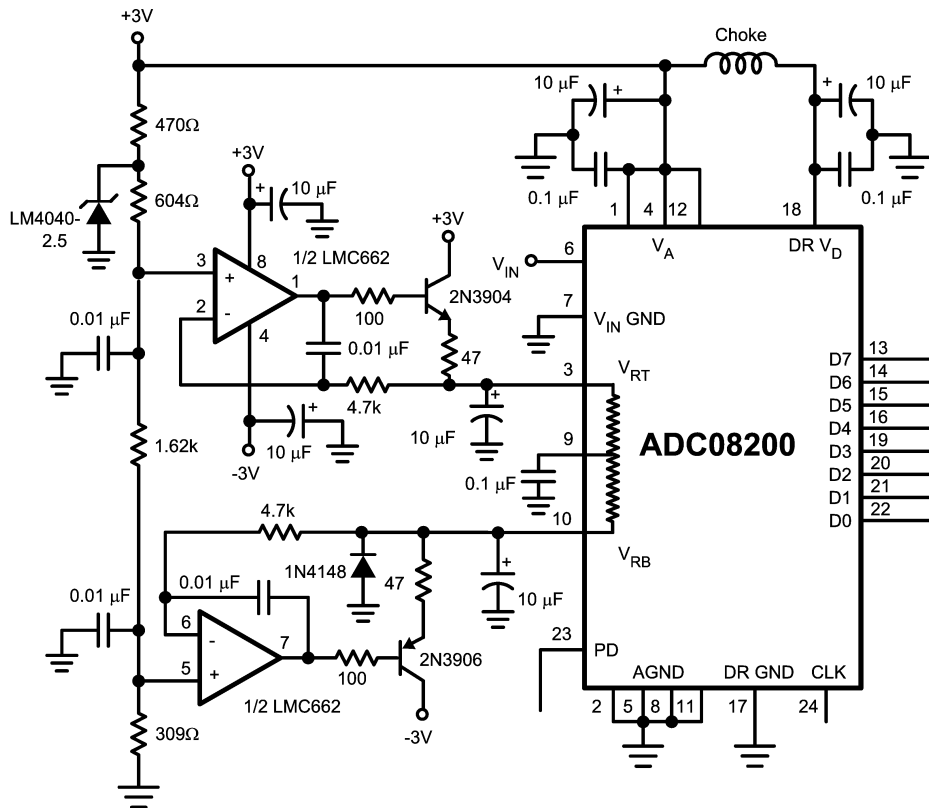 +3V
Choke
10 µF
+
+
10 µF
470Ω
+3V
+
10 µF
0.1 µF
0.1 µF
LM4040-
2.5
604Ω
1
4
12
18
+3V
V_A
DR V_D
3
+
8
1/2 LMC662
V_IN
6
1
2N3904
2
-
100
7
V_IN GND
0.01 µF
4
0.01 µF
47
3
V_RT
D7
13
D6
14
4.7k
+
+
D5
15
D4
16
10 µF
1.62k
-3V
10 µF
9
ADC08200
D3
19
D2
20
0.1 µF
D1
21
4.7k
10
D0
22
V_RB
1N4148
47
+
0.01 µF
0.01 µF
10 µF
6
-
7
23
PD
5
+
100
2N3906
AGND
DR GND
CLK
1/2 LMC662
2
5
8
11
17
24
309Ω
-3V